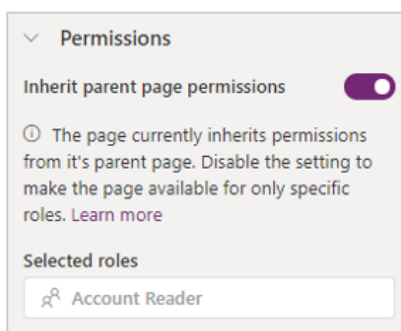 Permissions
Inherit parent page permissions
The page currently inherits permissions
from it's parent page. Disable the setting to
make the page available for only specific
roles. Learn more
Selected roles
Account Reader